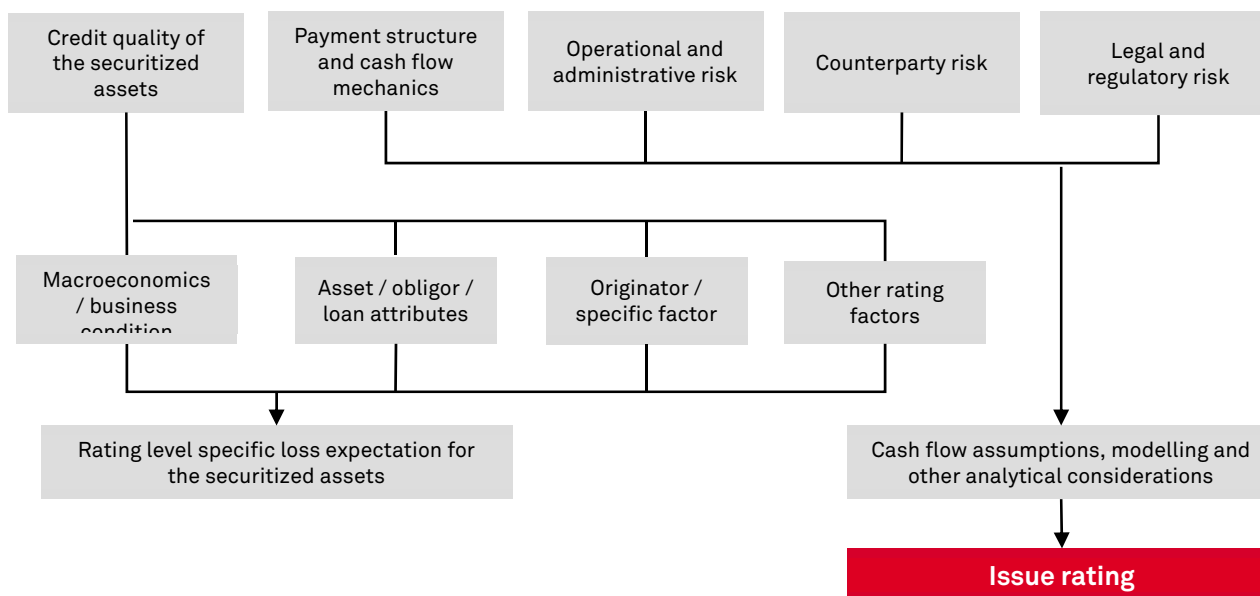 Credit quality of
the securitized
assets
Payment structure
and cash flow
mechanics
Operational and
administrative risk
Counterparty risk
Legal and
regulatory risk
Macroeconomics
/ business
condition
Asset / obligor /
loan attributes
Originator /
specific factor
Other rating
factors
Rating level specific loss expectation for
the securitized assets
Cash flow assumptions, modelling and
other analytical considerations
Issue rating